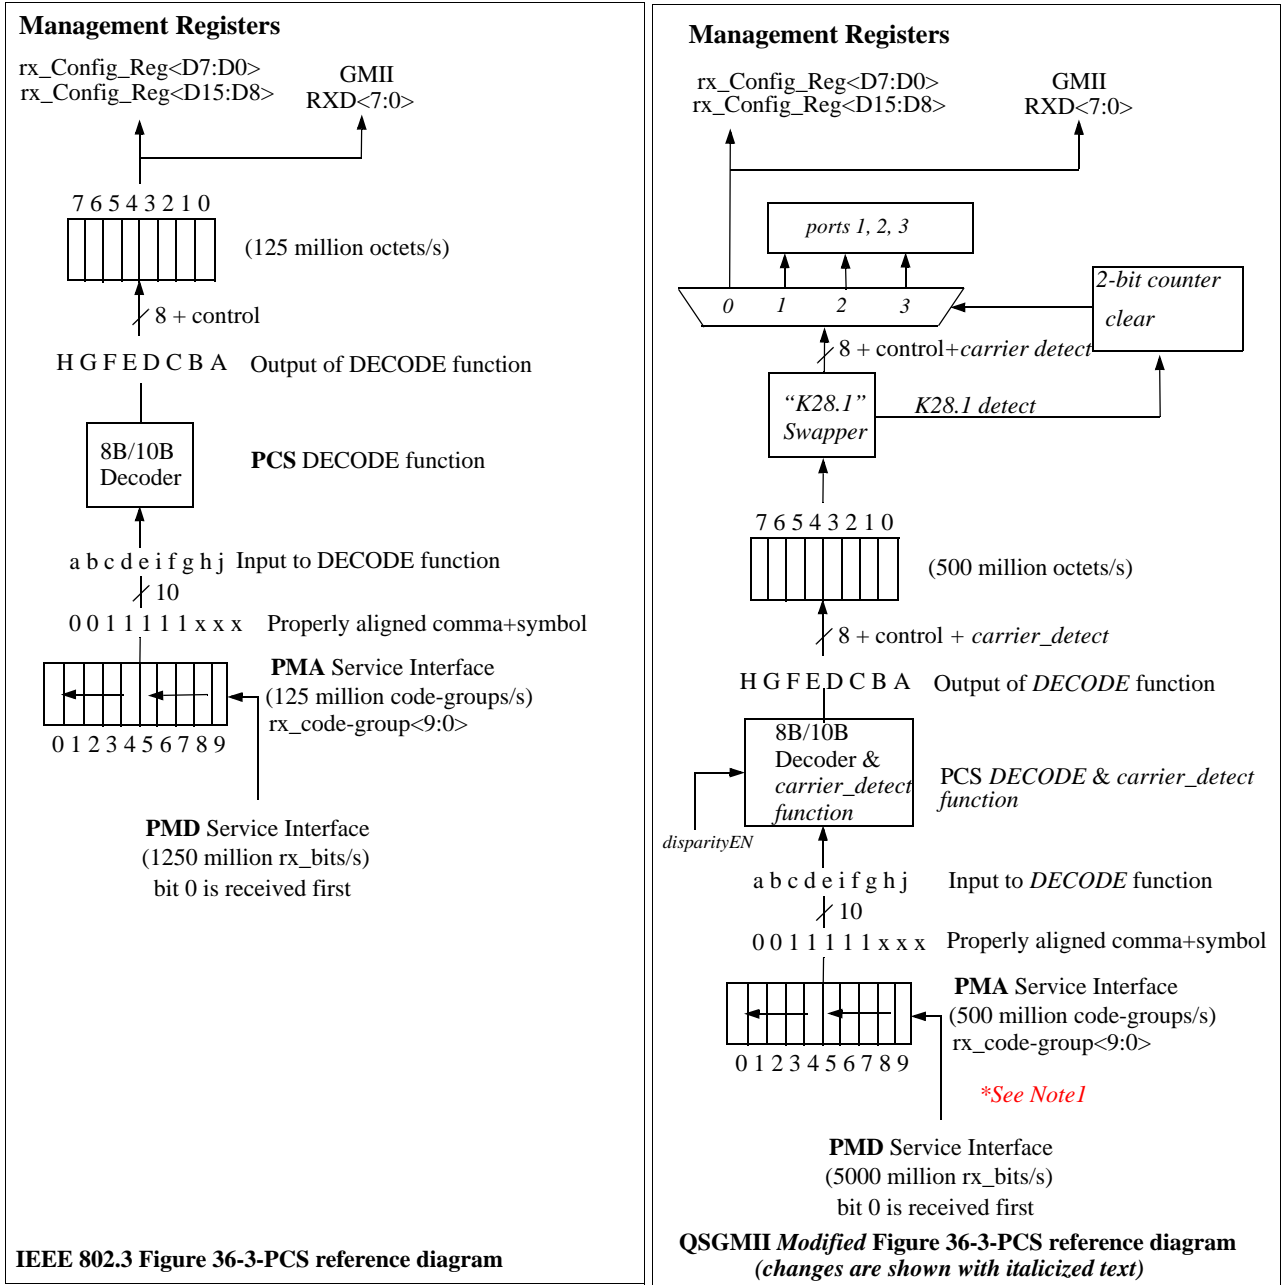 Management Registers
rx_Config_Reg<D7:D0>
rx_Config_Reg<D15:D8>
GMII
RXD<7:0>
7 6 5 4 3 2 1 0
(125 million octets/s)
8 + control
H G F E D C B A
Output of DECODE function
8B/10B
Decoder
PCS DECODE function
a b c d e i f g h j
Input to DECODE function
10
0 0 1 1 1 1 1 x x x
Properly aligned comma+symbol
PMA Service Interface
(125 million code-groups/s)
rx_code-group<9:0>
0 1 2 3 4 5 6 7 8 9
PMD Service Interface
(1250 million rx_bits/s)
bit 0 is received first
IEEE 802.3 Figure 36-3-PCS reference diagram
Management Registers
rx_Config_Reg<D7:D0>
rx_Config_Reg<D15:D8>
GMII
RXD<7:0>
ports 1, 2, 3
0 1 2 3
2-bit counter
clear
8 + control+carrier detect
"K28.1"
Swapper
K28.1 detect
7 6 5 4 3 2 1 0
(500 million octets/s)
8 + control + carrier_detect
H G F E D C B A
Output of DECODE function
8B/10B
Decoder &
carrier_detect
function
PCS DECODE & carrier_detect
function
disparityEN
a b c d e i f g h j
Input to DECODE function
10
0 0 1 1 1 1 1 x x x
Properly aligned comma+symbol
PMA Service Interface
(500 million code-groups/s)
rx_code-group<9:0>
0 1 2 3 4 5 6 7 8 9
*See Note1
PMD Service Interface
(5000 million rx_bits/s)
bit 0 is received first
QSGMII Modified Figure 36-3-PCS reference diagram
(changes are shown with italicized text)